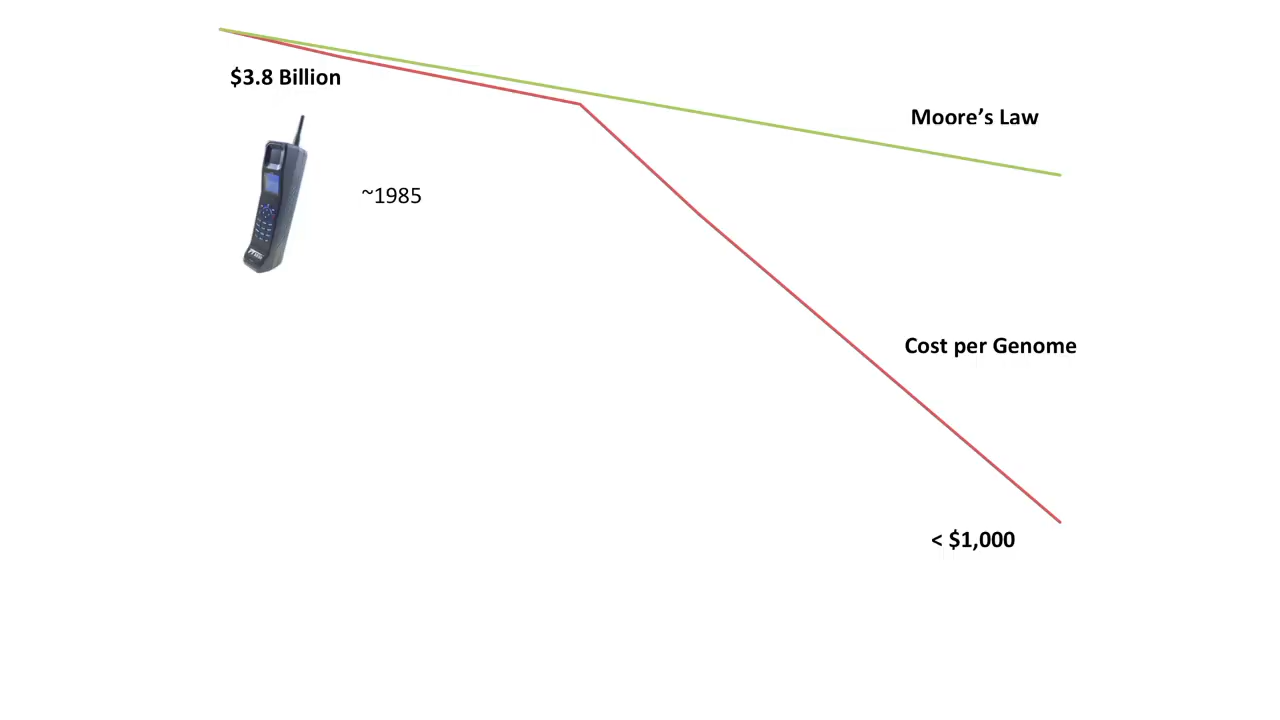 $3.8 Billion
Moore’s Law
~1985
Cost per Genome
< $1,000